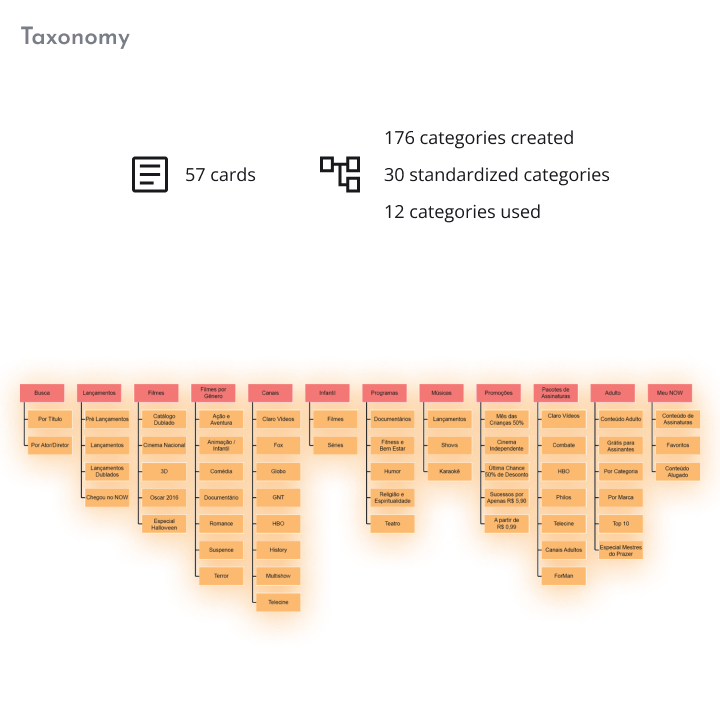 Taxonomy
57 cards
176 categories created
30 standardized categories
12 categories used
Busca
Por Título
Por Ator/Diretor
Lançamentos
Pré Lançamentos
Lançamentos
Lançamentos
Dublados
Chegou no NOW
Filmes
Catálogo
Dublado
Cinema Nacional
3D
Oscar 2016
Especial
Halloween
Filmes por
Gênero
Ação e
Aventura
Animação /
Infantil
Comédia
Documentário
Romance
Suspence
Terror
Canais
Claro Vídeos
Fox
Globo
GNT
HBO
History
Multishow
Telecine
Infantil
Filmes
Séries
Programas
Documentários
Fitness e
Bem Estar
Humor
Religião e
Espiritualidade
Teatro
Músicas
Lançamentos
Shows
Karaokê
Promoções
Mês das
Crianças 50%
Cinema
Independente
Última Chance
50% de Desconto
Sucessos por
Apenas R$ 5,90
A partir de
R$ 0,99
Pacotes de
Assinaturas
Claro Vídeos
Combate
HBO
Philos
Telecine
Canais Adultos
ForMan
Adulto
Conteúdo Adulto
Grátis para
Assinantes
Por Categoria
Por Marca
Top 10
Especial Mestres
do Prazer
Meu NOW
Conteúdo de
Assinaturas
Favoritos
Conteúdo
Alugado